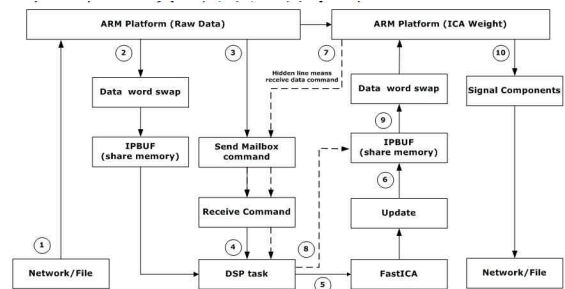 ARM Platform (Raw Data)
ARM Platform (ICA Weight)
2
3
7
10
Hidden line means
receive data command
Data word swap
Data word swap
Signal Components
9
IPBUF
(share memory)
Send Mailbox
command
IPBUF
(share memory)
6
Receive Command
Update
1
4
8
Network/File
DSP task
FastICA
Network/File
5